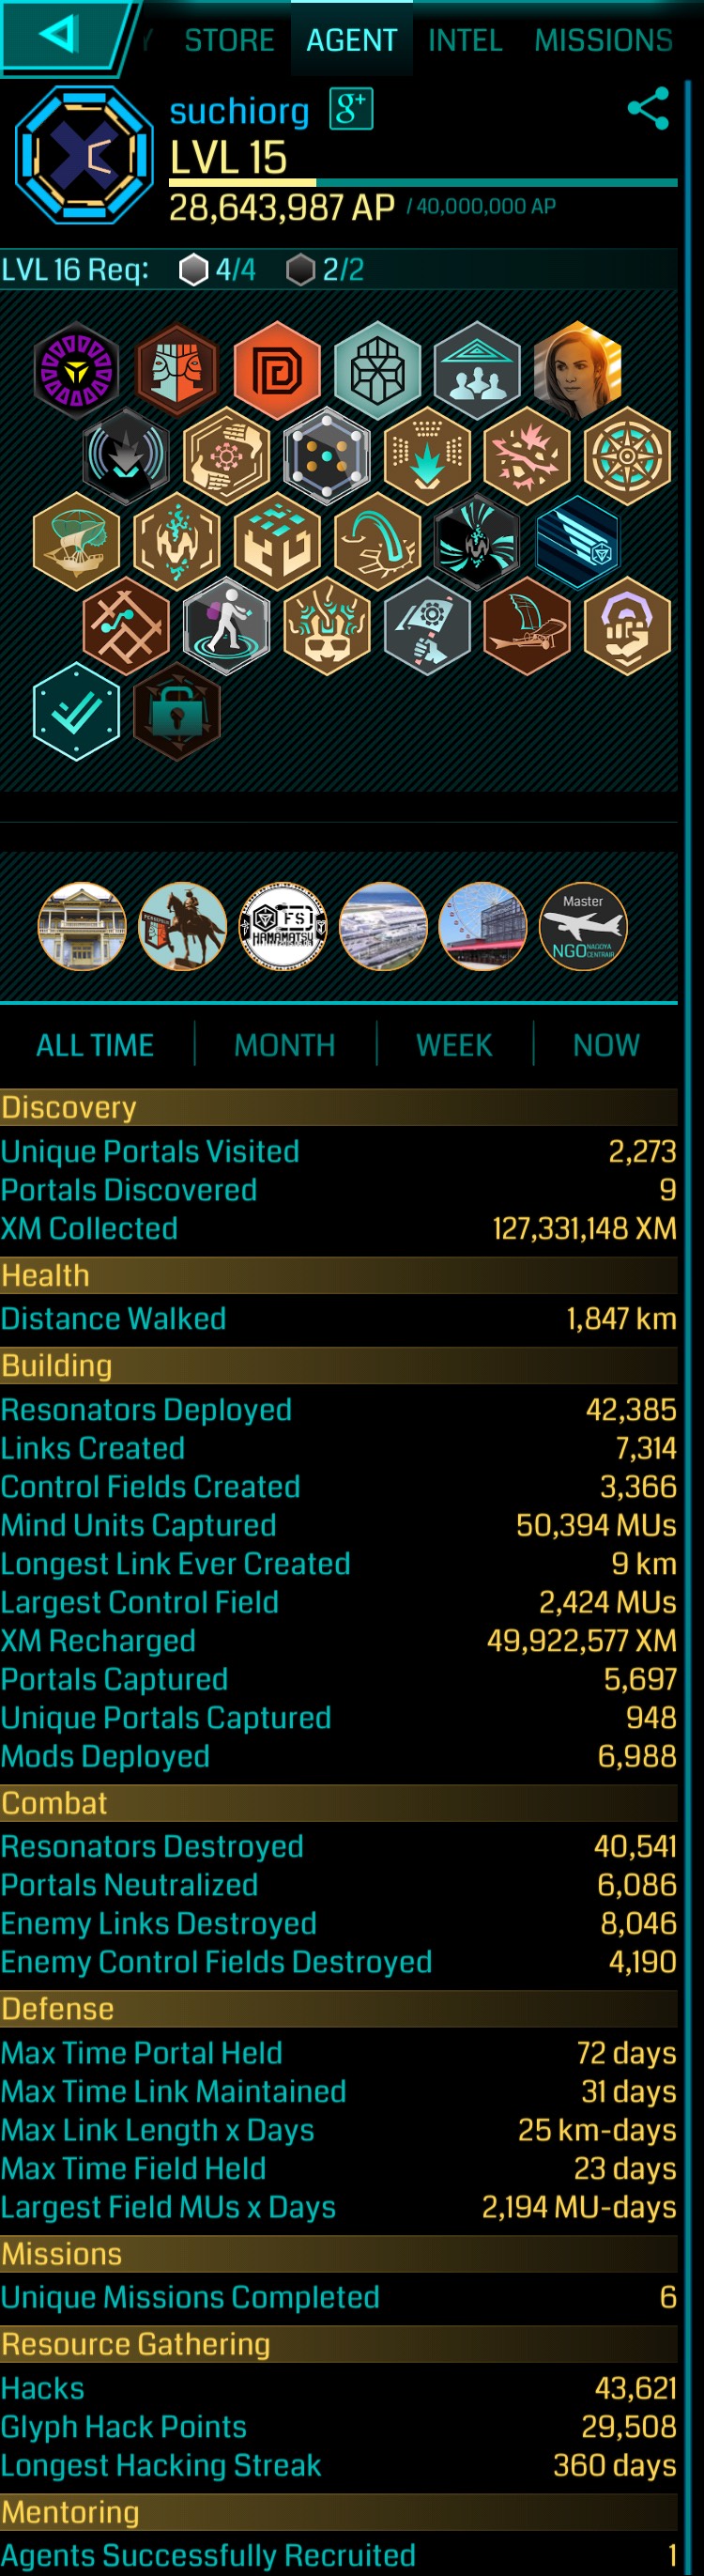 Y STORE AGENT INTEL MISSIONS
suchiorg g+
LVL 15
28,643,987 AP / 40,000,000 AP
LVL 16 Req: 4/4 2/2
PERSEPOLIS
FS
HAMAMATSU
Master
NGO NAGOYA CENTRAIR
ALL TIME MONTH WEEK NOW
Discovery
Unique Portals Visited 2,273
Portals Discovered 9
XM Collected 127,331,148 XM
Health
Distance Walked 1,847 km
Building
Resonators Deployed 42,385
Links Created 7,314
Control Fields Created 3,366
Mind Units Captured 50,394 MUs
Longest Link Ever Created 9 km
Largest Control Field 2,424 MUs
XM Recharged 49,922,577 XM
Portals Captured 5,697
Unique Portals Captured 948
Mods Deployed 6,988
Combat
Resonators Destroyed 40,541
Portals Neutralized 6,086
Enemy Links Destroyed 8,046
Enemy Control Fields Destroyed 4,190
Defense
Max Time Portal Held 72 days
Max Time Link Maintained 31 days
Max Link Length x Days 25 km-days
Max Time Field Held 23 days
Largest Field MUs x Days 2,194 MU-days
Missions
Unique Missions Completed 6
Resource Gathering
Hacks 43,621
Glyph Hack Points 29,508
Longest Hacking Streak 360 days
Mentoring
Agents Successfully Recruited 1